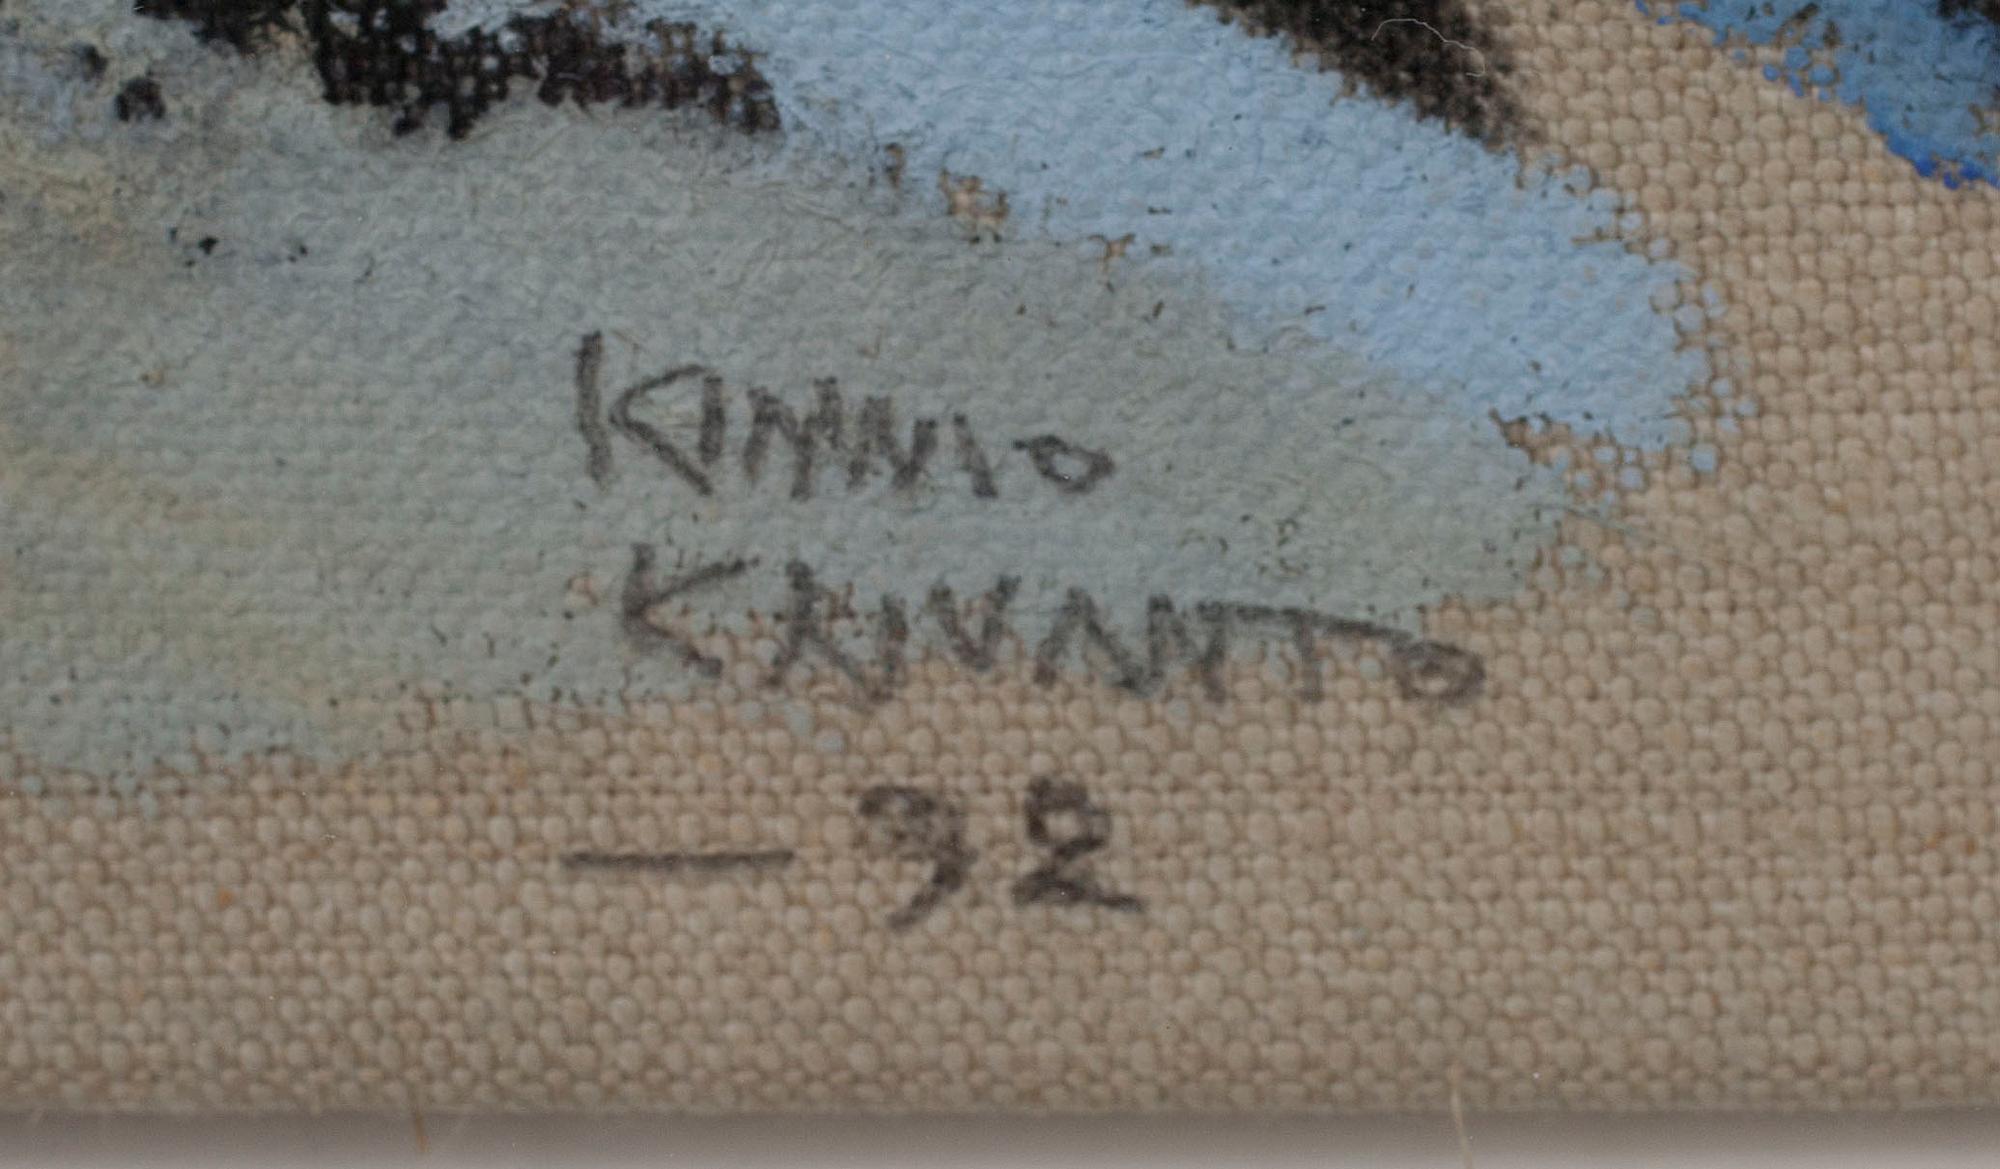 KIMMO
KAIVANTO
— 92